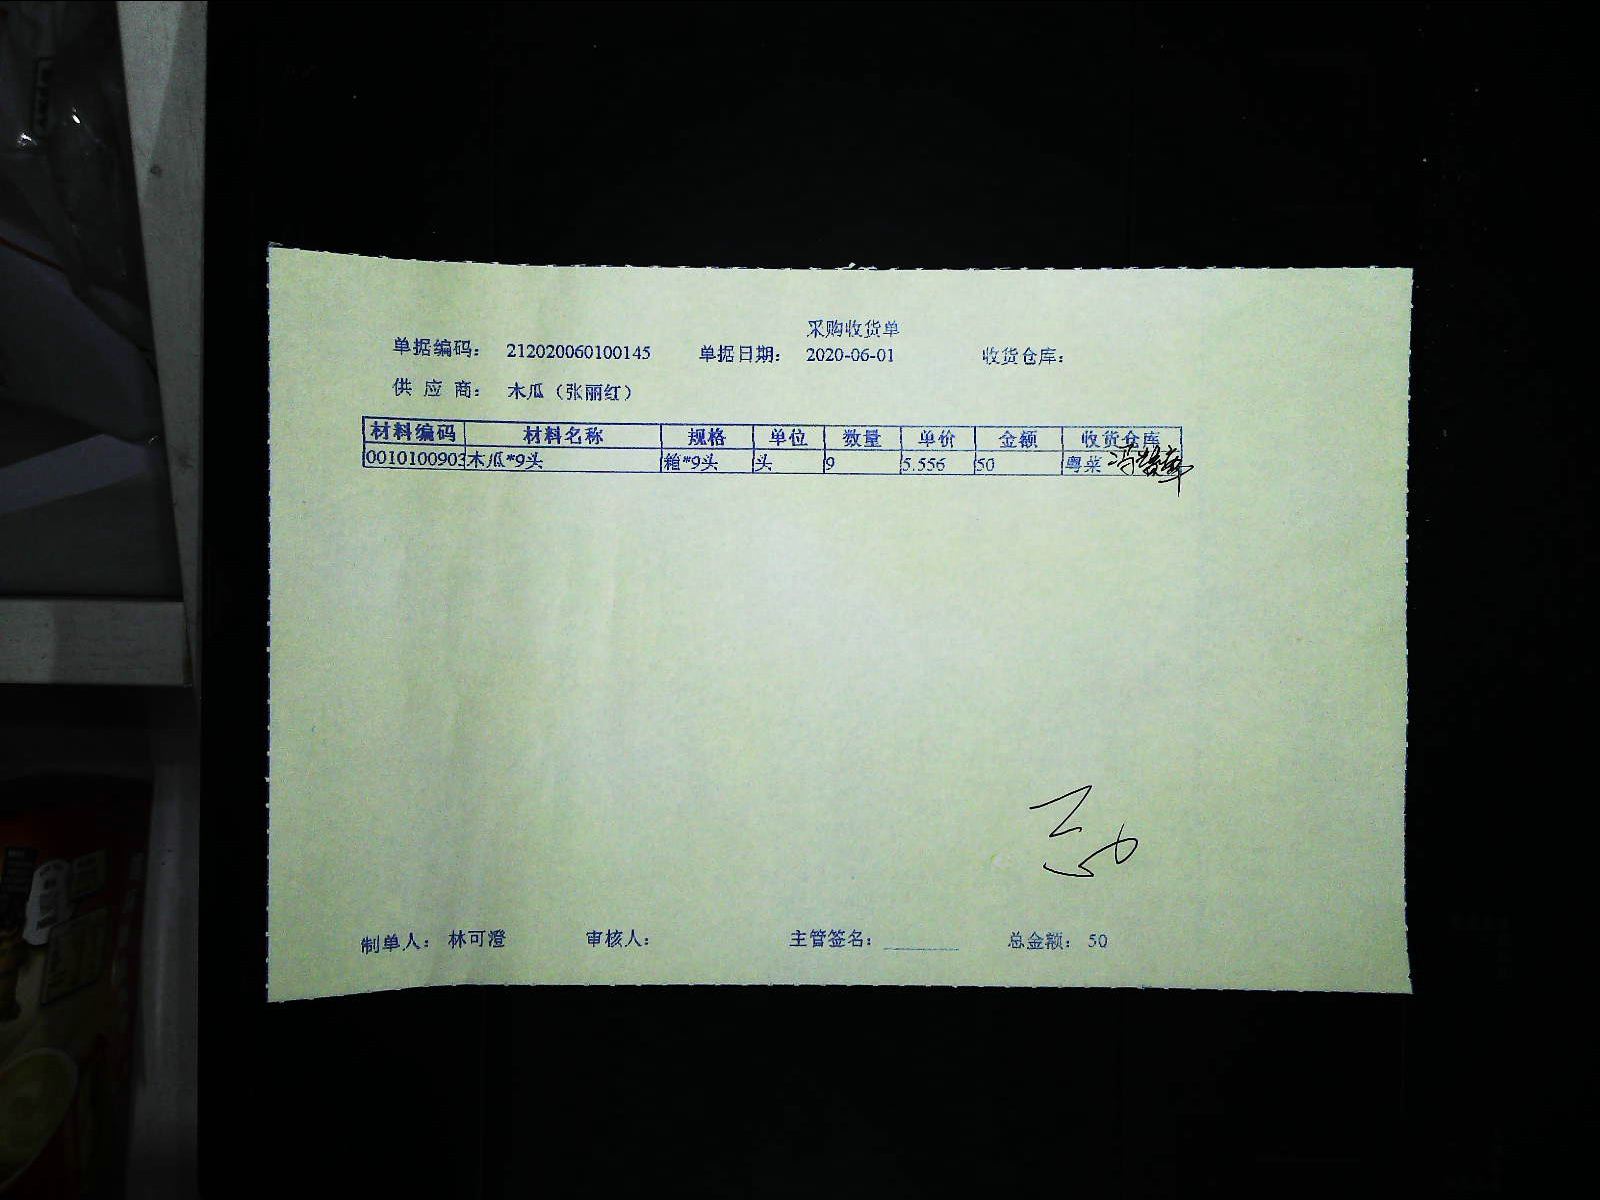 采购收货单
单据编码： 212020060100145 单据日期： 2020-06-01 收货仓库：
供 应 商： 木瓜（张丽红）
材料编码 材料名称 规格 单位 数量 单价 金额 收货仓库
0010100903 木瓜*9头 箱*9头 头 9 5.556 50 粤菜
制单人： 林可澄 审核人： 主管签名： 总金额： 50